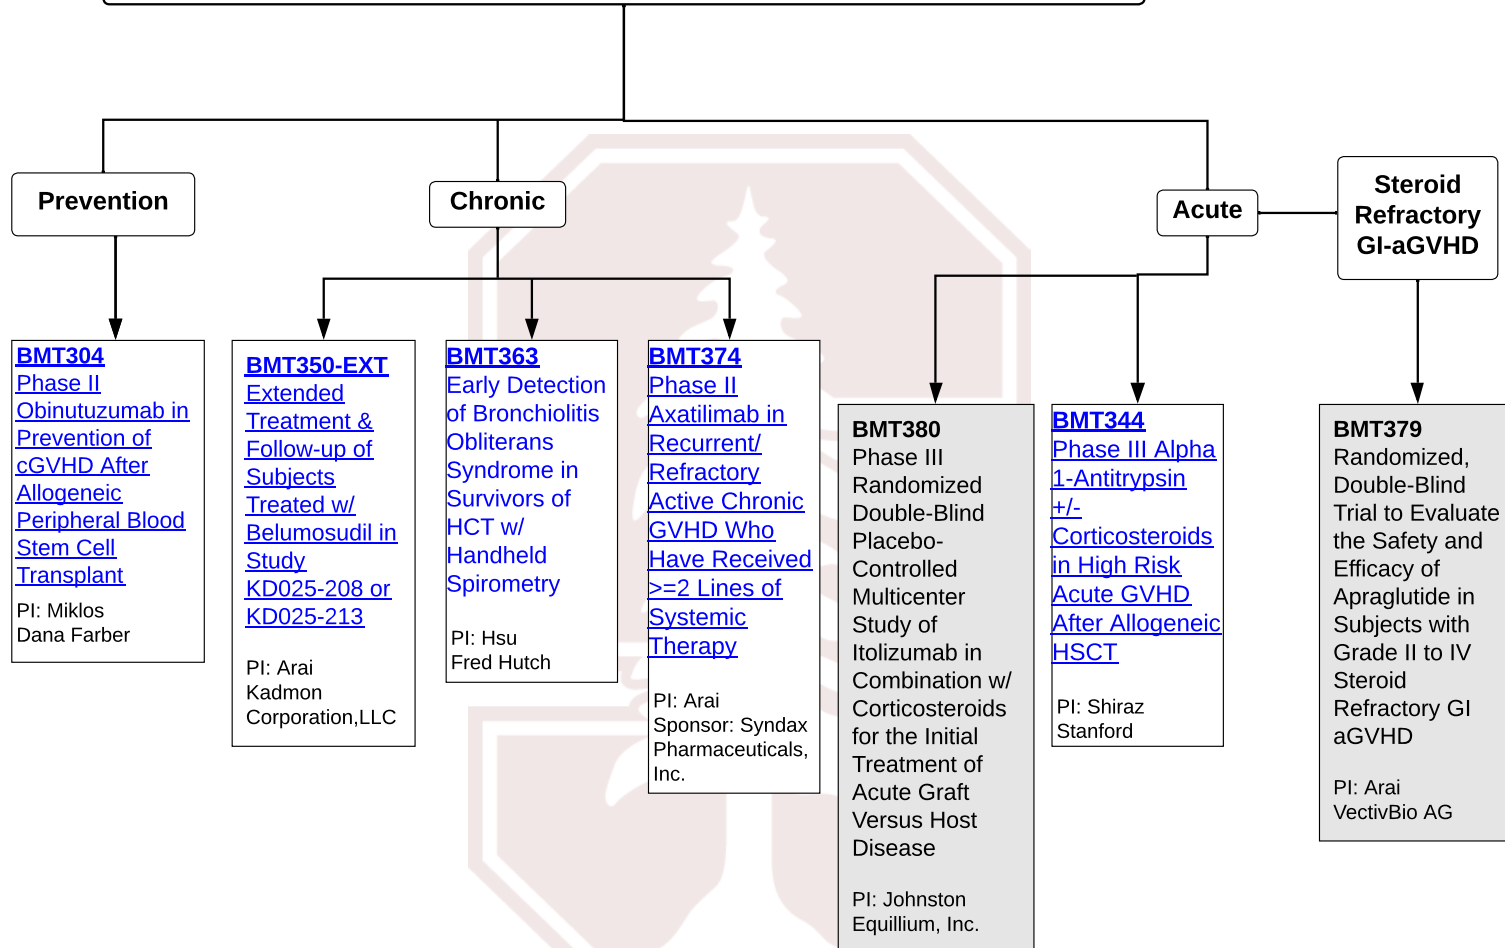 Prevention
Chronic
Acute
Steroid
Refractory
GI-aGVHD
BMT304
Phase II
Obinutuzumab in
Prevention of
cGVHD After
Allogeneic
Peripheral Blood
Stem Cell
Transplant
PI: Miklos
Dana Farber
BMT350-EXT
Extended
Treatment &
Follow-up of
Subjects
Treated w/
Belumosudil in
Study
KD025-208 or
KD025-213
PI: Arai
Kadmon
Corporation,LLC
BMT363
Early Detection
of Bronchiolitis
Obliterans
Syndrome in
Survivors of
HCT w/
Handheld
Spirometry
PI: Hsu
Fred Hutch
BMT374
Phase II
Axatilimab in
Recurrent/
Refractory
Active Chronic
GVHD Who
Have Received
>=2 Lines of
Systemic
Therapy
PI: Arai
Sponsor: Syndax
Pharmaceuticals,
Inc.
BMT380
Phase III
Randomized
Double-Blind
Placebo-
Controlled
Multicenter
Study of
Itolizumab in
Combination w/
Corticosteroids
for the Initial
Treatment of
Acute Graft
Versus Host
Disease
PI: Johnston
Equillium, Inc.
BMT344
Phase III Alpha
1-Antitrypsin
+/-
Corticosteroids
in High Risk
Acute GVHD
After Allogeneic
HSCT
PI: Shiraz
Stanford
BMT379
Randomized,
Double-Blind
Trial to Evaluate
the Safety and
Efficacy of
Apraglutide in
Subjects with
Grade II to IV
Steroid
Refractory GI
aGVHD
PI: Arai
VectivBio AG